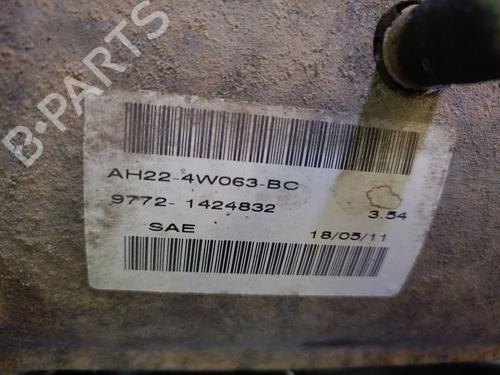 B-PARTS
AH22-4W063-BC
9772- 1424832
3.54
SAE
18/05/11